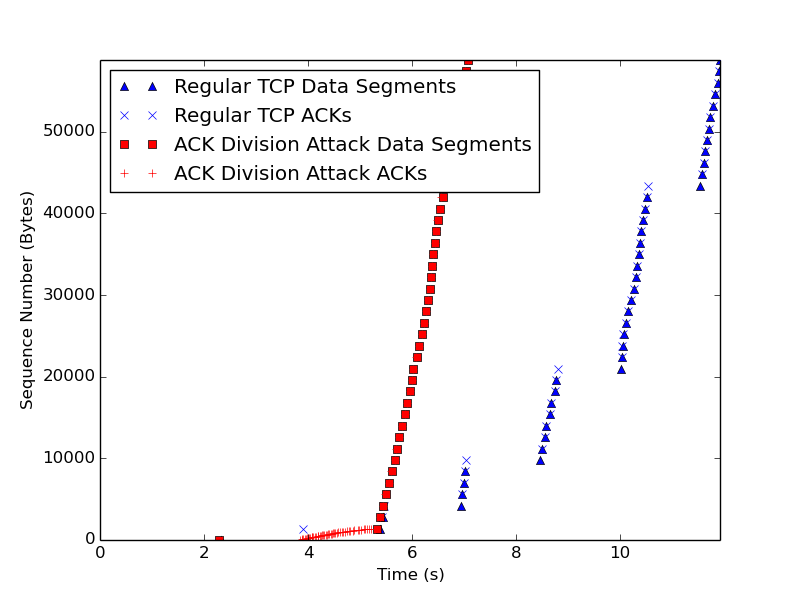 Regular TCP Data Segments
Regular TCP ACKs
ACK Division Attack Data Segments
ACK Division Attack ACKs
50000
40000
30000
20000
10000
0
0 2 4 6 8 10
Time (s)
Sequence Number (Bytes)